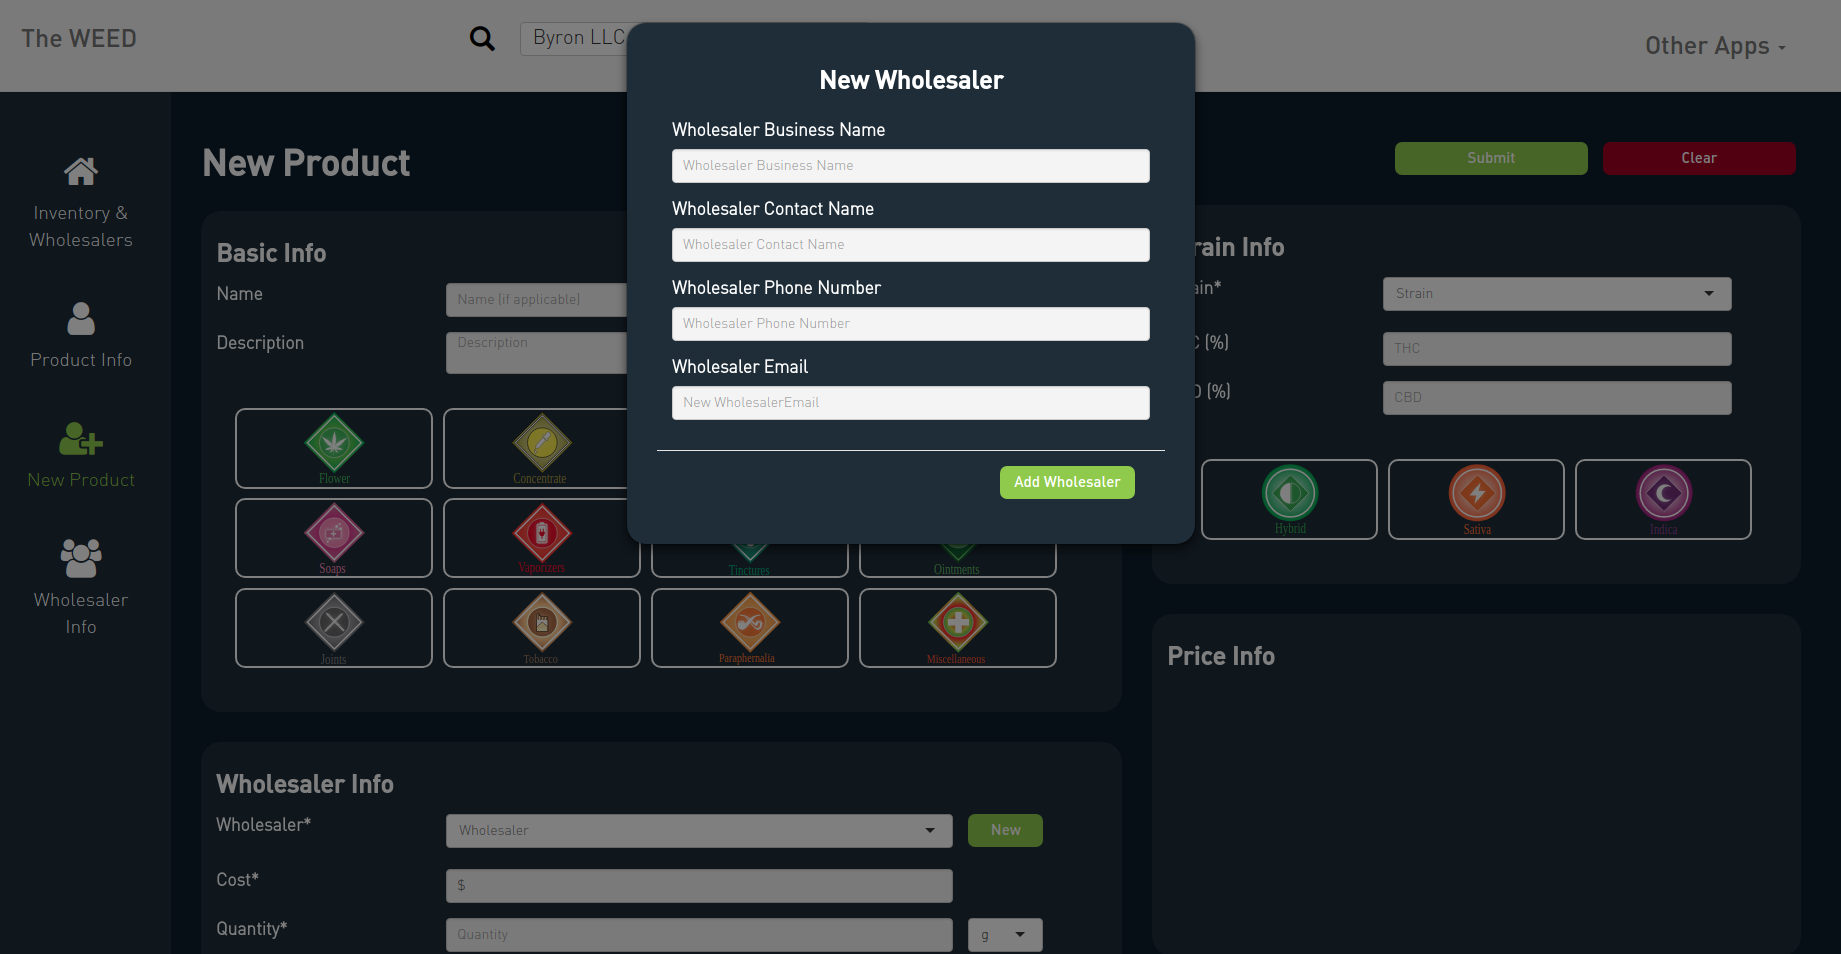 The WEED
Byron LLC
Other Apps
Inventory &
Wholesalers
Product Info
New Product
Wholesaler
Info
New Product
Submit
Clear
New Wholesaler
Wholesaler Business Name
Wholesaler Business Name
Wholesaler Contact Name
Wholesaler Contact Name
Wholesaler Phone Number
Wholesaler Phone Number
Wholesaler Email
New WholesalerEmail
Add Wholesaler
Basic Info
Name
Name (if applicable)
Description
Description
Flower
Concentrate
Soaps
Vaporizers
Tinctures
Ointments
Joints
Tobacco
Paraphernalia
Miscellaneous
rain Info
ain*
Strain
C (%)
THC
D (%)
CBD
Hybrid
Sativa
Indica
Price Info
Wholesaler Info
Wholesaler*
Wholesaler
New
Cost*
$
Quantity*
Quantity
g